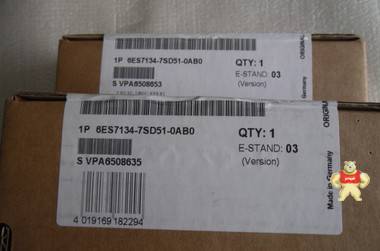 1P 6ES7134-7SD51-0AB0
QTY: 1
S VPA6508653
E-STAND: 03
(Version)
ORIGINAL
1P 6ES7134-7SD51-0AB0
QTY: 1
E-STAND: 03
S VPA6508635
(Version)
Made in Germany
4 019169 182294